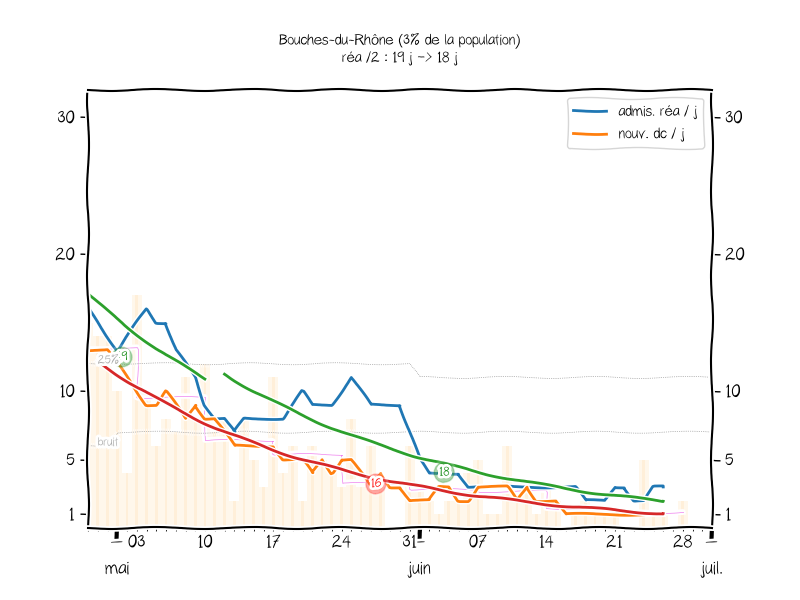 Bouches-du-Rhône (3% de la population)
réa /2 : 19 j -> 18 j
admis. réa / j
nouv. dc / j
30
30
20
20
10
10
5
5
1
1
25%
9
bruit
18
16
03
10
17
24
31
07
14
21
28
mai
juin
juil.